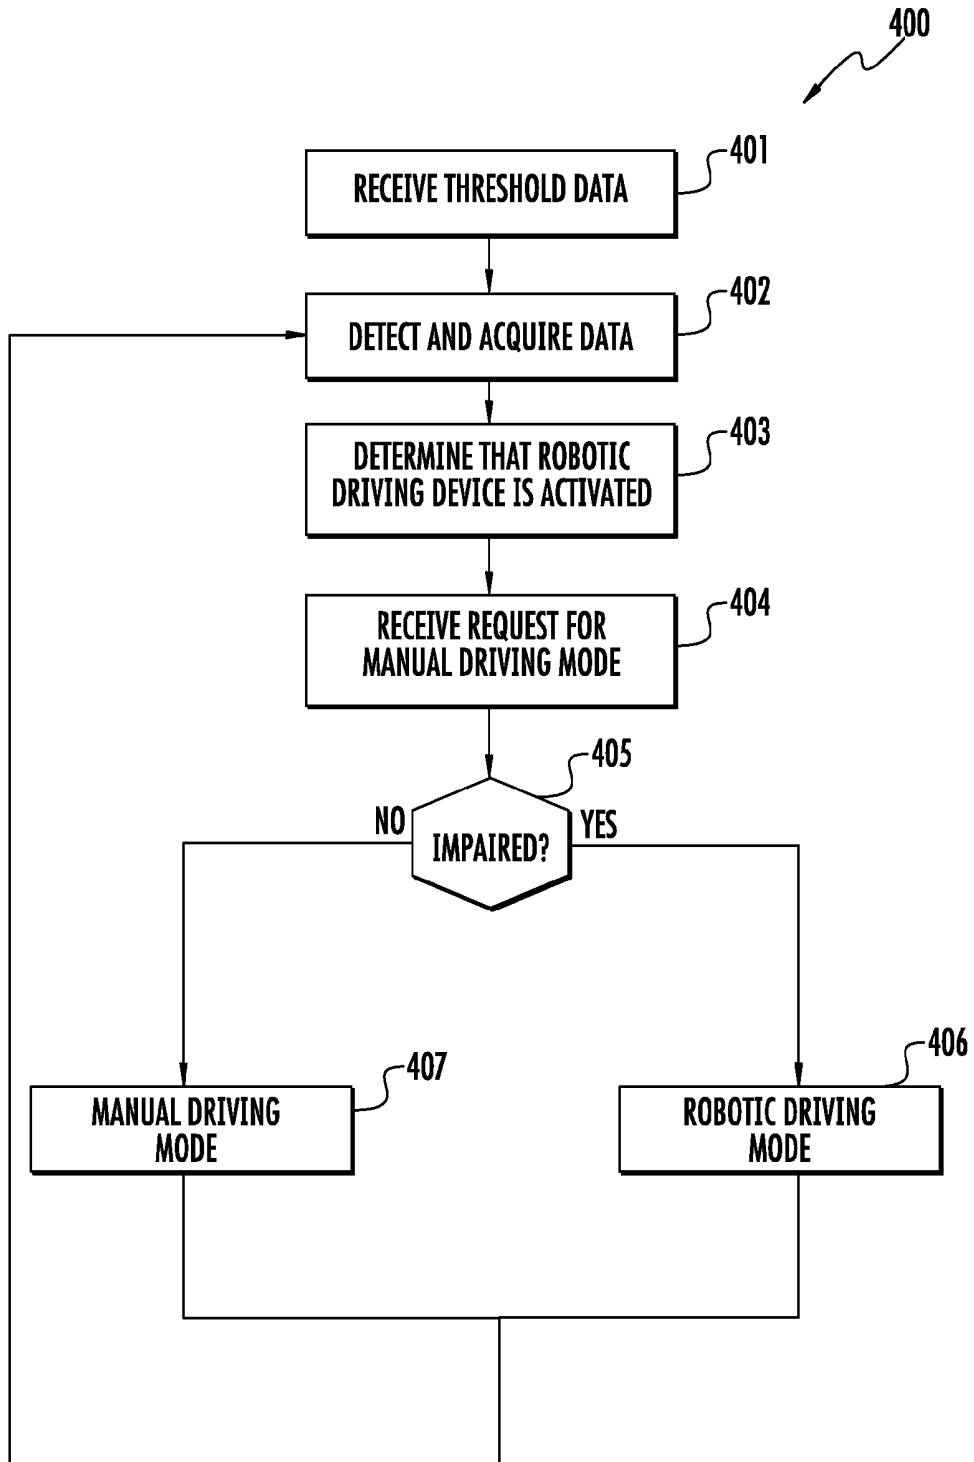 400
401
RECEIVE THRESHOLD DATA
402
DETECT AND ACQUIRE DATA
403
DETERMINE THAT ROBOTIC
DRIVING DEVICE IS ACTIVATED
404
RECEIVE REQUEST FOR
MANUAL DRIVING MODE
405
NO
YES
IMPAIRED?
407
MANUAL DRIVING
MODE
406
ROBOTIC DRIVING
MODE